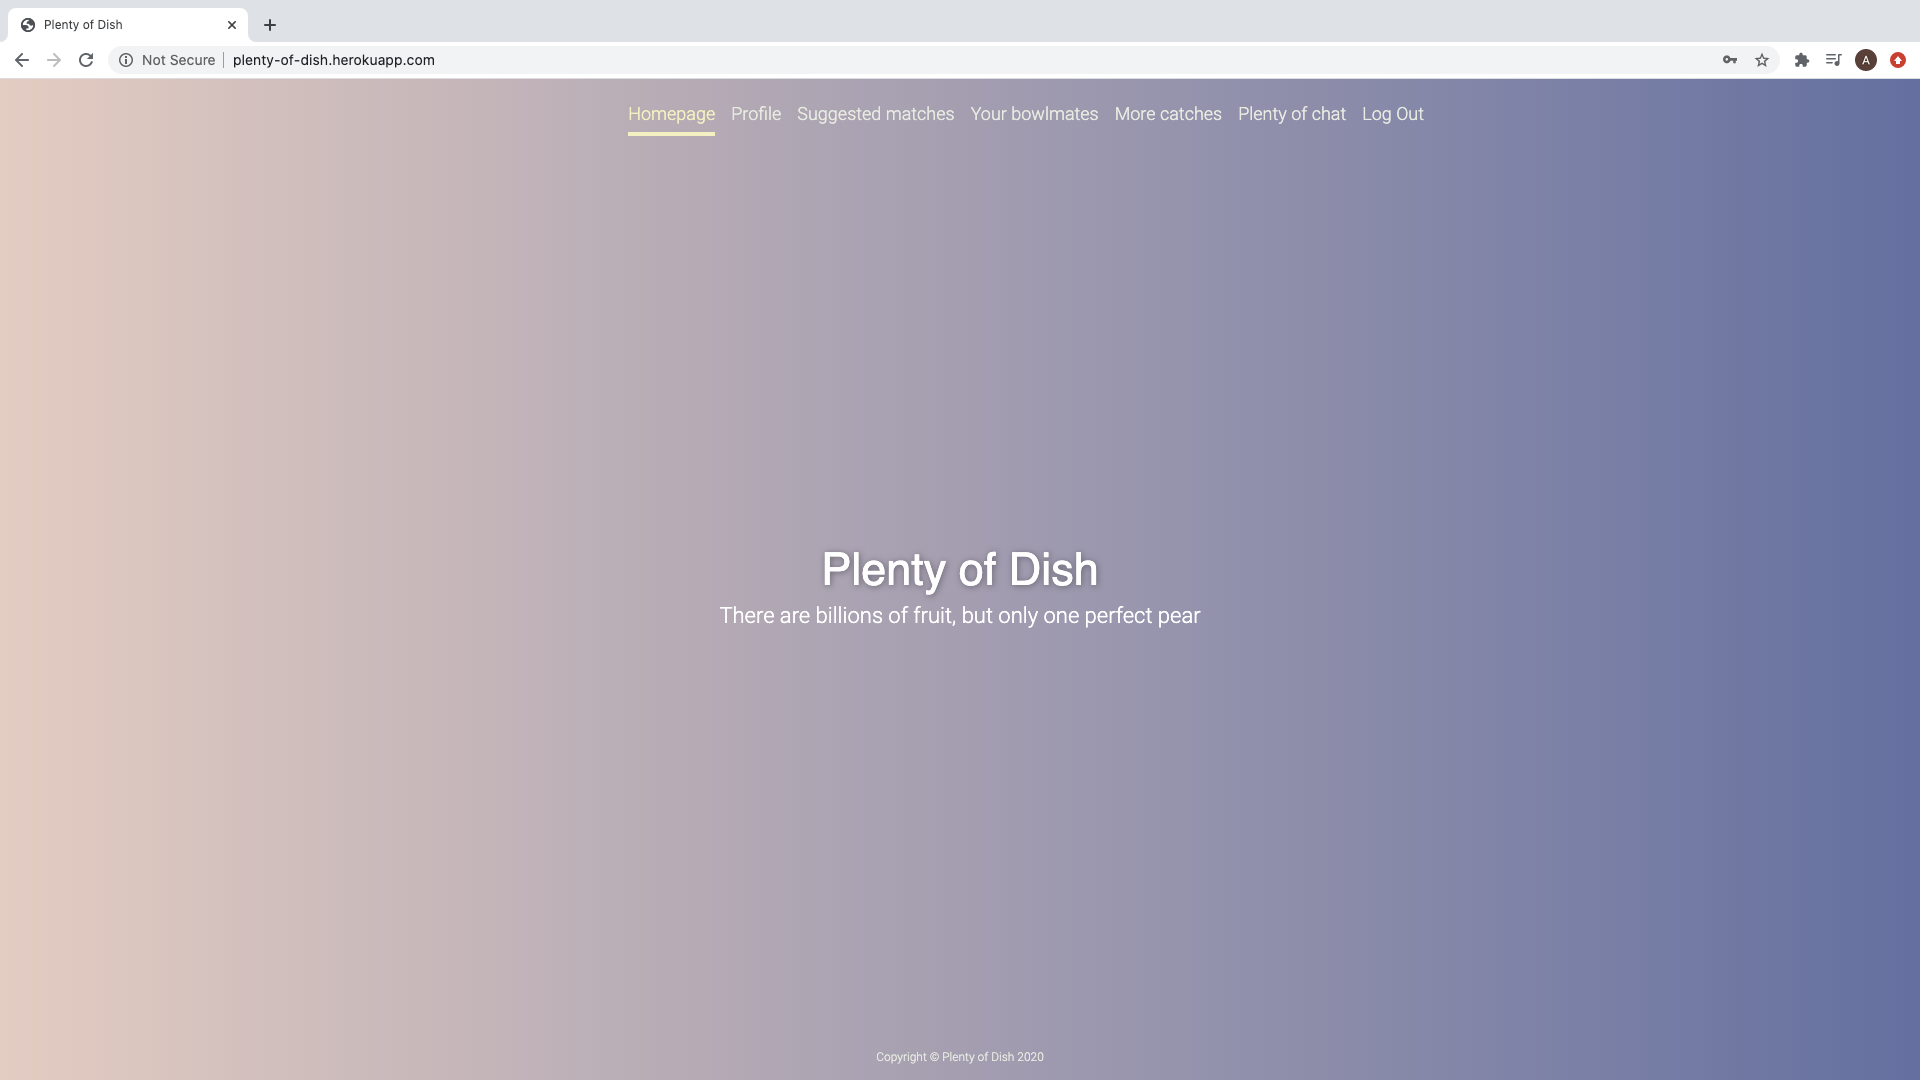 Plenty of Dish
Not Secure plenty-of-dish.herokuapp.com
A
Homepage Profile Suggested matches Your bowlmates More catches Plenty of chat Log Out
Plenty of Dish
There are billions of fruit, but only one perfect pear
Copyright © Plenty of Dish 2020